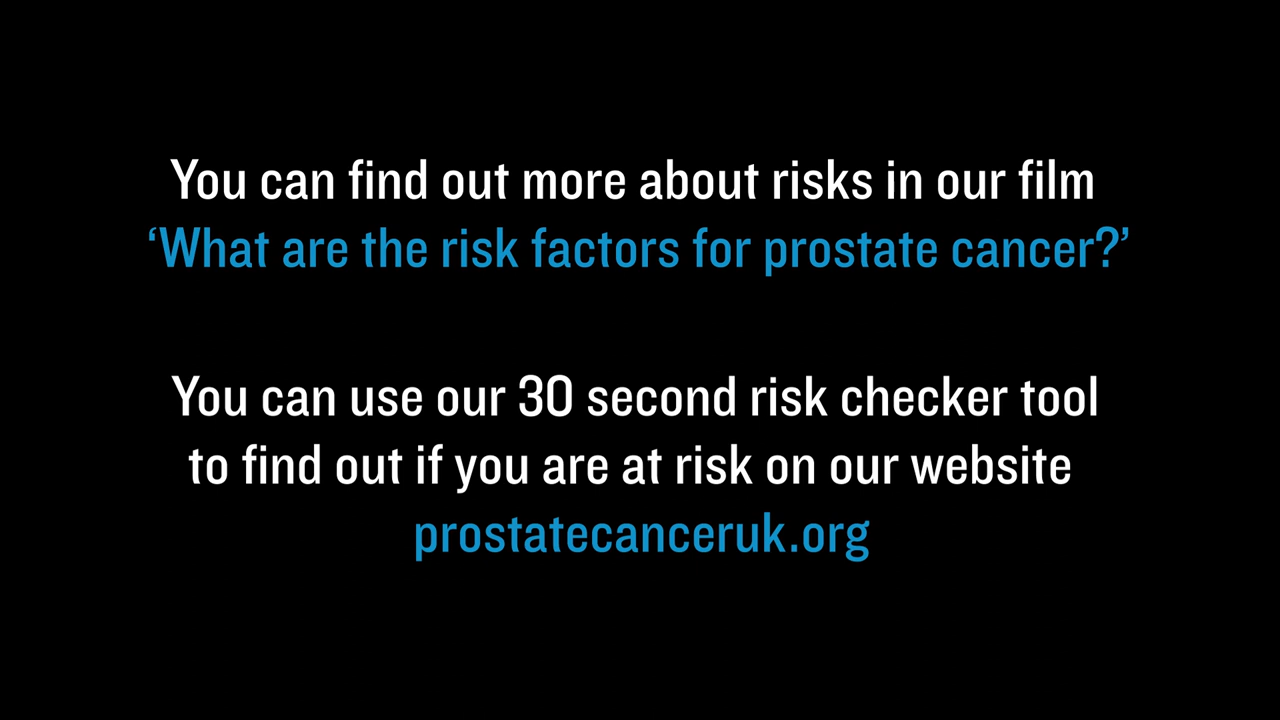 You can find out more about risks in our film
‘What are the risk factors for prostate cancer?’
You can use our 30 second risk checker tool
to find out if you are at risk on our website
prostatecanceruk.org